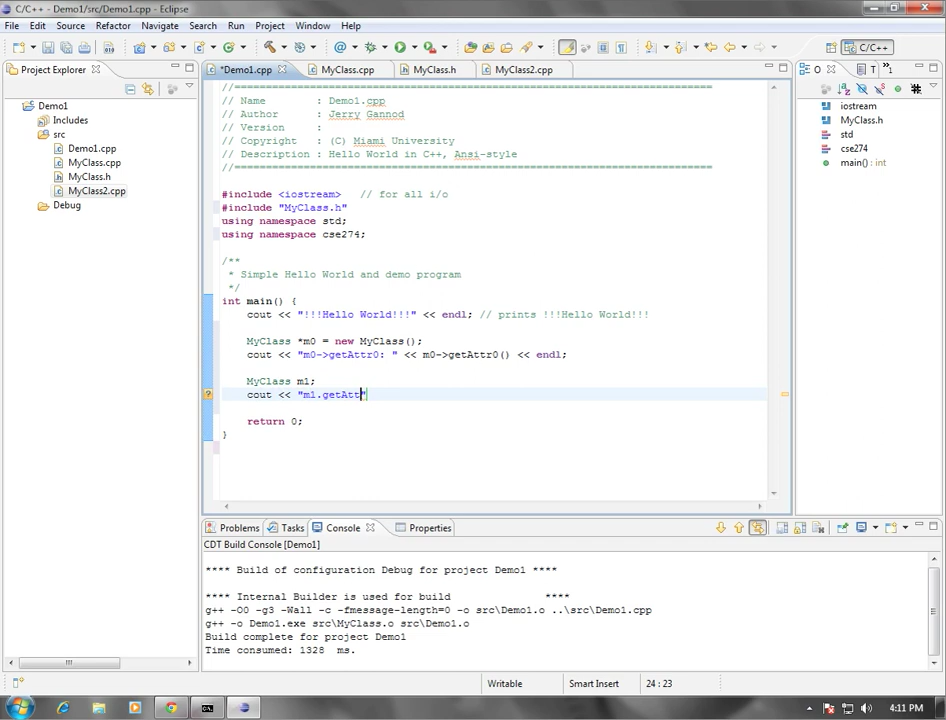 C/C++ - Demo1/src/Demo1.cpp - Eclipse
File Edit Source Refactor Navigate Search Run Project Window Help
C/C++
Project Explorer
*Demo1.cpp MyClass.cpp MyClass.h MyClass2.cpp
O T »1
Demo1
Includes
src
Demo1.cpp
MyClass.cpp
MyClass.h
MyClass2.cpp
Debug
//============================================================================
// Name : Demo1.cpp
// Author : Jerry Gannod
// Version :
// Copyright : (C) Miami University
// Description : Hello World in C++, Ansi-style
//============================================================================
#include <iostream> // for all i/o
#include "MyClass.h"
using namespace std;
using namespace cse274;
/**
* Simple Hello World and demo program
*/
int main() {
cout << "!!!Hello World!!!" << endl; // prints !!!Hello World!!!
MyClass *m0 = new MyClass();
cout << "m0->getAttr0: " << m0->getAttr0() << endl;
MyClass m1;
cout << "m1.getAtt"
return 0;
}
iostream
MyClass.h
std
cse274
main() : int
Problems Tasks Console Properties
CDT Build Console [Demo1]
**** Build of configuration Debug for project Demo1 ****
**** Internal Builder is used for build ****
g++ -O0 -g3 -Wall -c -fmessage-length=0 -o src\Demo1.o ..\src\Demo1.cpp
g++ -o Demo1.exe src\MyClass.o src\Demo1.o
Build complete for project Demo1
Time consumed: 1328 ms.
Writable Smart Insert 24 : 23
4:11 PM